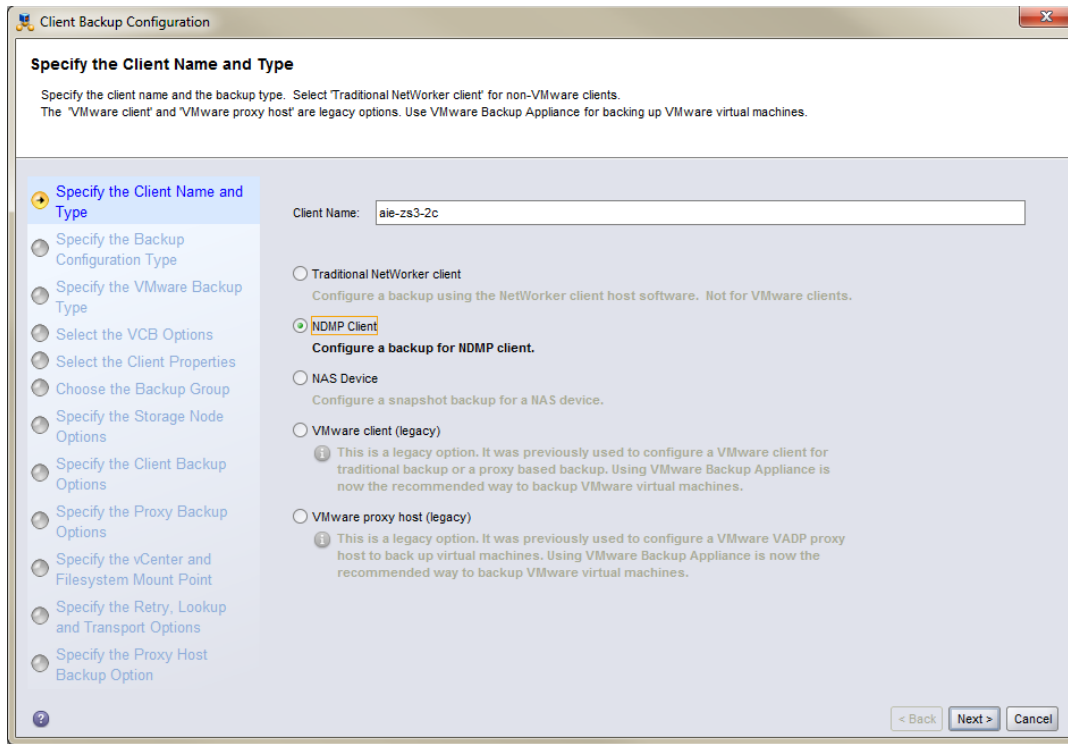 Client Backup Configuration
Specify the Client Name and Type
Specify the client name and the backup type. Select 'Traditional NetWorker client' for non-VMware clients.
The 'VMware client' and 'VMware proxy host' are legacy options. Use VMware Backup Appliance for backing up VMware virtual machines.
Specify the Client Name and
Type
Specify the Backup
Configuration Type
Specify the VMware Backup
Type
Select the VCB Options
Select the Client Properties
Choose the Backup Group
Specify the Storage Node
Options
Specify the Client Backup
Options
Specify the Proxy Backup
Options
Specify the vCenter and
Filesystem Mount Point
Specify the Retry, Lookup
and Transport Options
Specify the Proxy Host
Backup Option
Client Name: aie-zs3-2c
Traditional NetWorker client
Configure a backup using the NetWorker client host software. Not for VMware clients.
NDMP Client
Configure a backup for NDMP client.
NAS Device
Configure a snapshot backup for a NAS device.
VMware client (legacy)
This is a legacy option. It was previously used to configure a VMware client for
traditional backup or a proxy based backup. Using VMware Backup Appliance is
now the recommended way to backup VMware virtual machines.
VMware proxy host (legacy)
This is a legacy option. It was previously used to configure a VMware VADP proxy
host to back up virtual machines. Using VMware Backup Appliance is now the
recommended way to backup VMware virtual machines.
< Back
Next >
Cancel